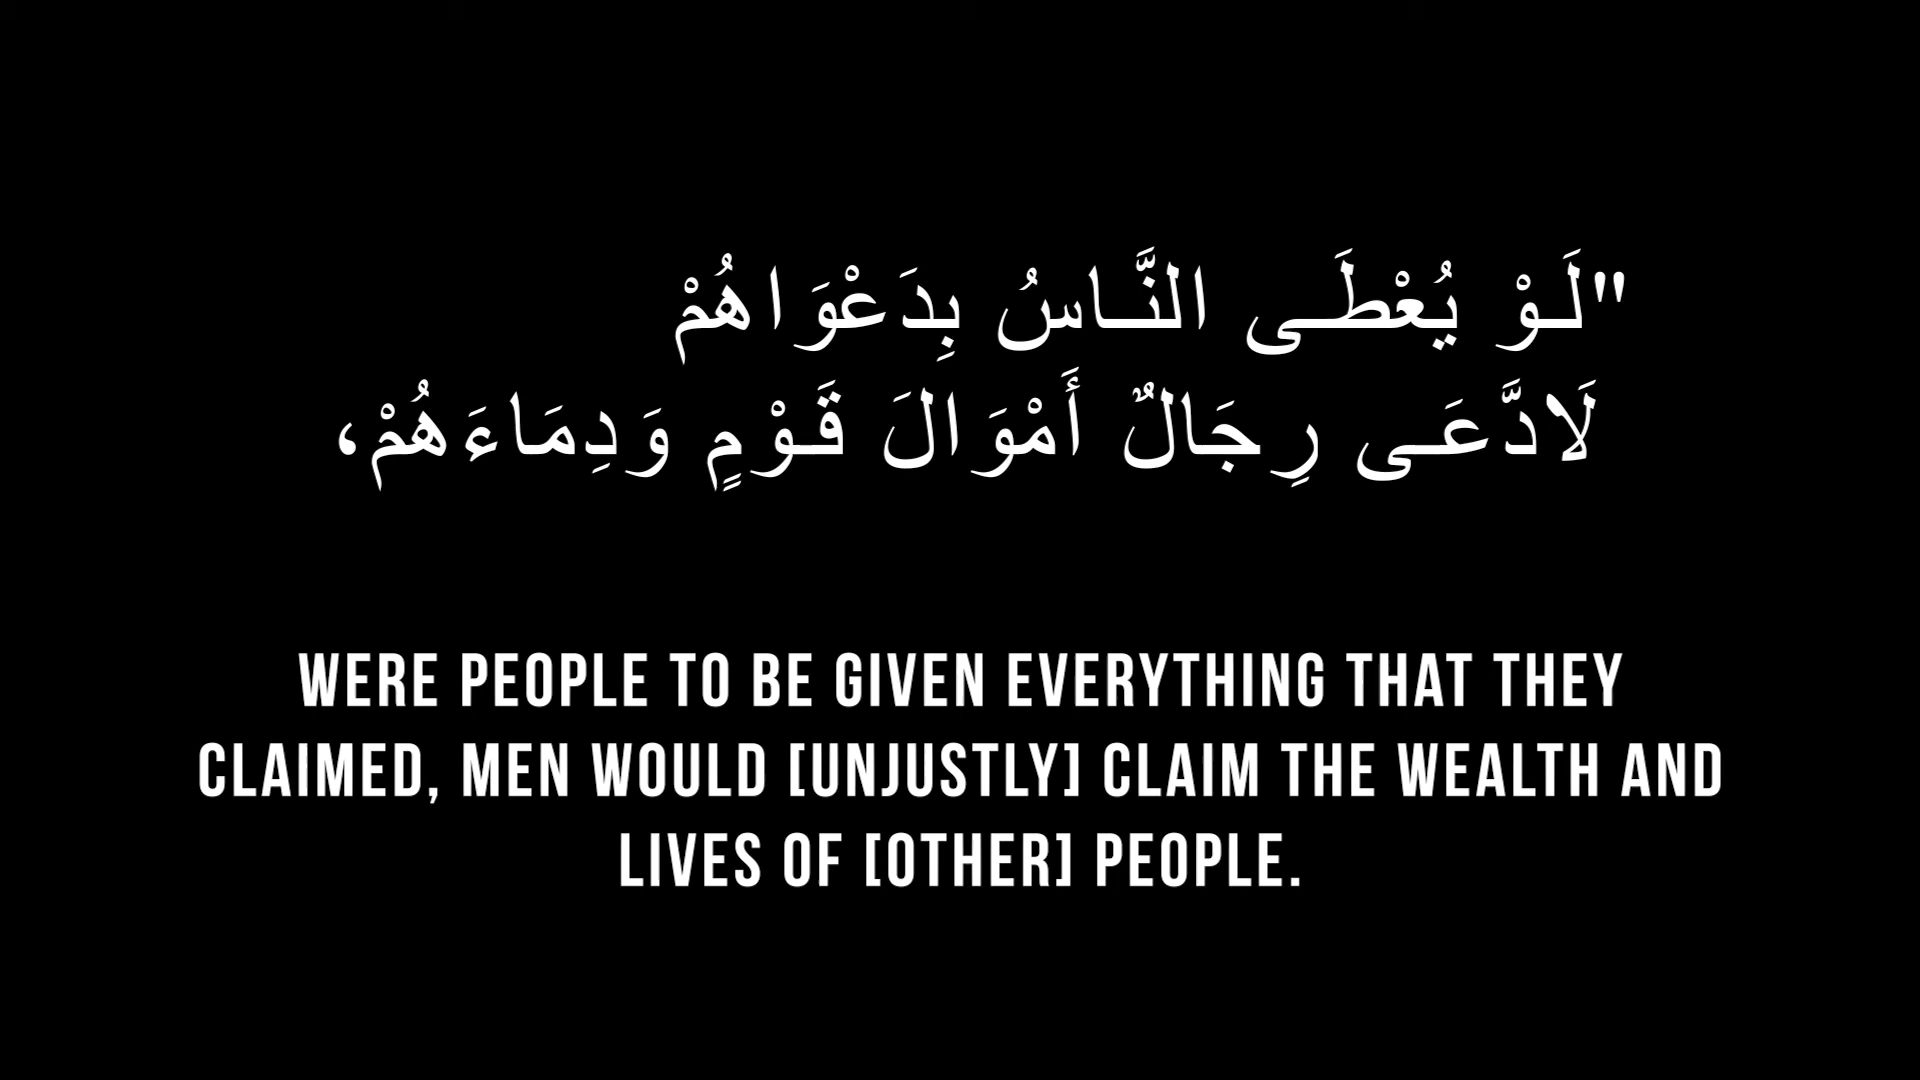 "لَوْ يُعْطَى النَّاسُ بِدَعْوَاهُمْ
لَادَّعَى رِجَالٌ أَمْوَالَ قَوْمٍ وَدِمَاءَهُمْ،
WERE PEOPLE TO BE GIVEN EVERYTHING THAT THEY
CLAIMED, MEN WOULD [UNJUSTLY] CLAIM THE WEALTH AND
LIVES OF [OTHER] PEOPLE.